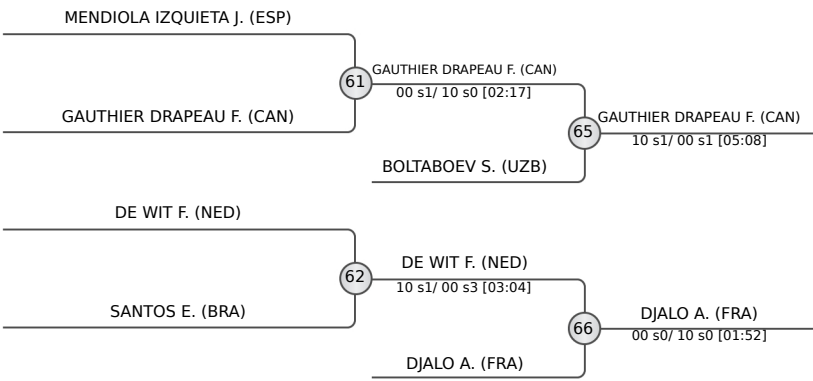 MENDIOLA IZQUIETA J. (ESP)
61
GAUTHIER DRAPEAU F. (CAN)
00 s1/ 10 s0 [02:17]
GAUTHIER DRAPEAU F. (CAN)
65
GAUTHIER DRAPEAU F. (CAN)
10 s1/ 00 s1 [05:08]
BOLTABOEV S. (UZB)
DE WIT F. (NED)
62
DE WIT F. (NED)
10 s1/ 00 s3 [03:04]
SANTOS E. (BRA)
66
DJALO A. (FRA)
00 s0/ 10 s0 [01:52]
DJALO A. (FRA)